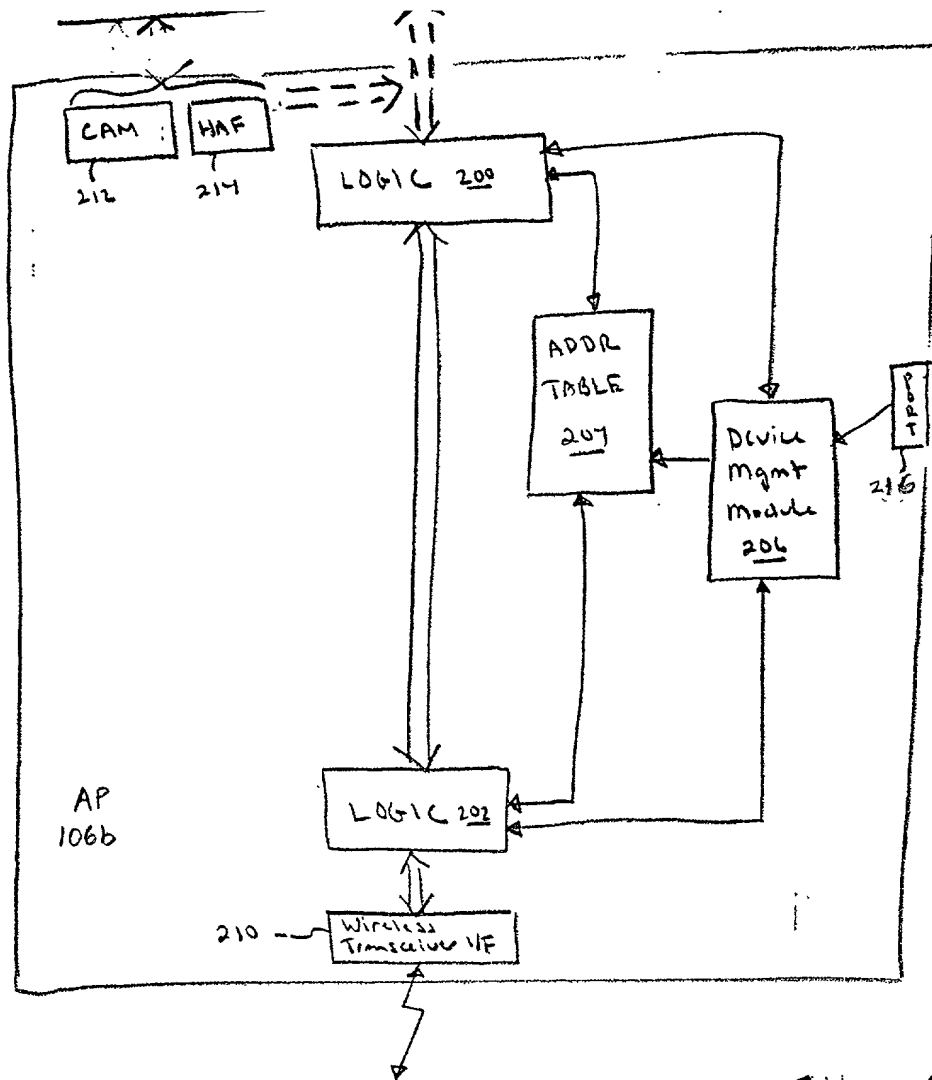 CAM
HAF
212
214
LOGIC 200
ADDR
TABLE
204
PORT
216
Device
Mgmt
Module
206
AP
106b
LOGIC 202
210
Wireless
Transceiver I/F